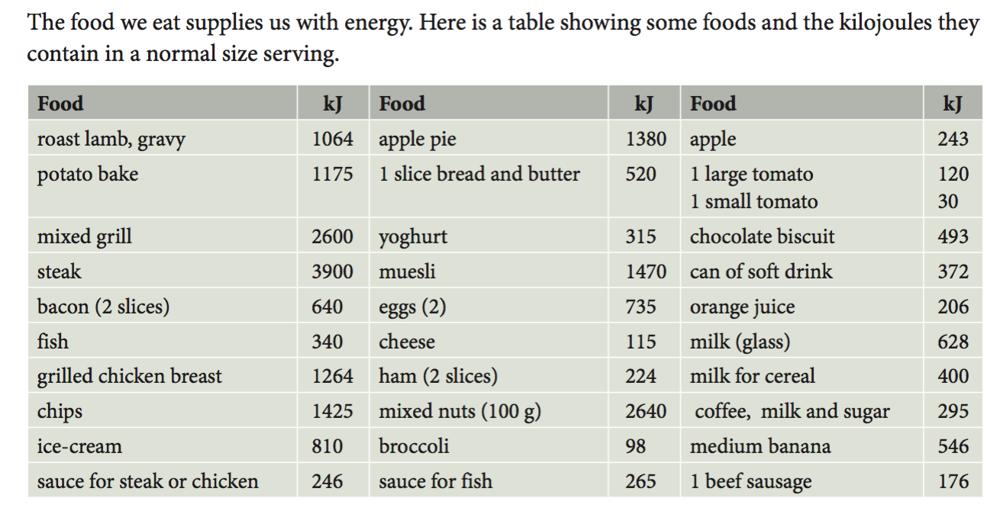 The food we eat supplies us with energy. Here is a table showing some foods and the kilojoules they
contain in a normal size serving.
Food kJ Food kJ Food kJ
roast lamb, gravy 1064 apple pie 1380 apple 243
potato bake 1175 1 slice bread and butter 520 1 large tomato 120
1 small tomato 30
mixed grill 2600 yoghurt 315 chocolate biscuit 493
steak 3900 muesli 1470 can of soft drink 372
bacon (2 slices) 640 eggs (2) 735 orange juice 206
fish 340 cheese 115 milk (glass) 628
grilled chicken breast 1264 ham (2 slices) 224 milk for cereal 400
chips 1425 mixed nuts (100 g) 2640 coffee, milk and sugar 295
ice-cream 810 broccoli 98 medium banana 546
sauce for steak or chicken 246 sauce for fish 265 1 beef sausage 176